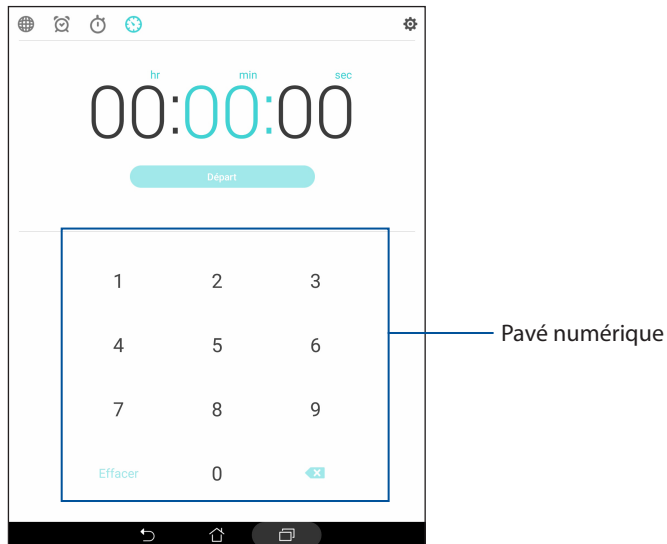 hr min sec
00:00:00
Départ
1 2 3
4 5 6
Pavé numérique
7 8 9
Effacer 0